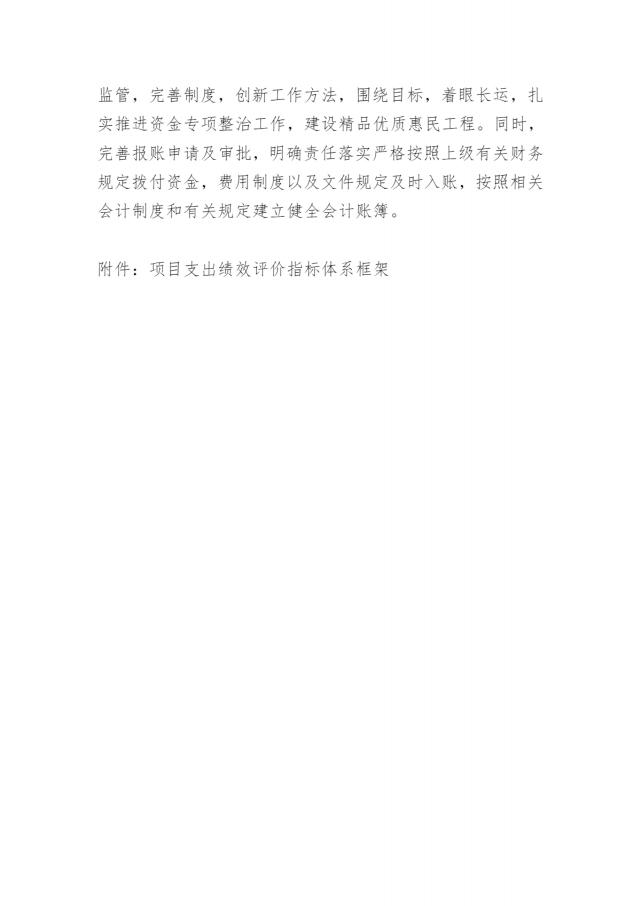 监管，完善制度，创新工作方法，围绕目标，着眼长运，扎
实推进资金专项整治工作，建设精品优质惠民工程。同时，
完善报账申请及审批，明确责任落实严格按照上级有关财务
规定拨付资金，费用制度以及文件规定及时入账，按照相关
会计制度和有关规定建立健全会计账簿。
附件：项目支出绩效评价指标体系框架